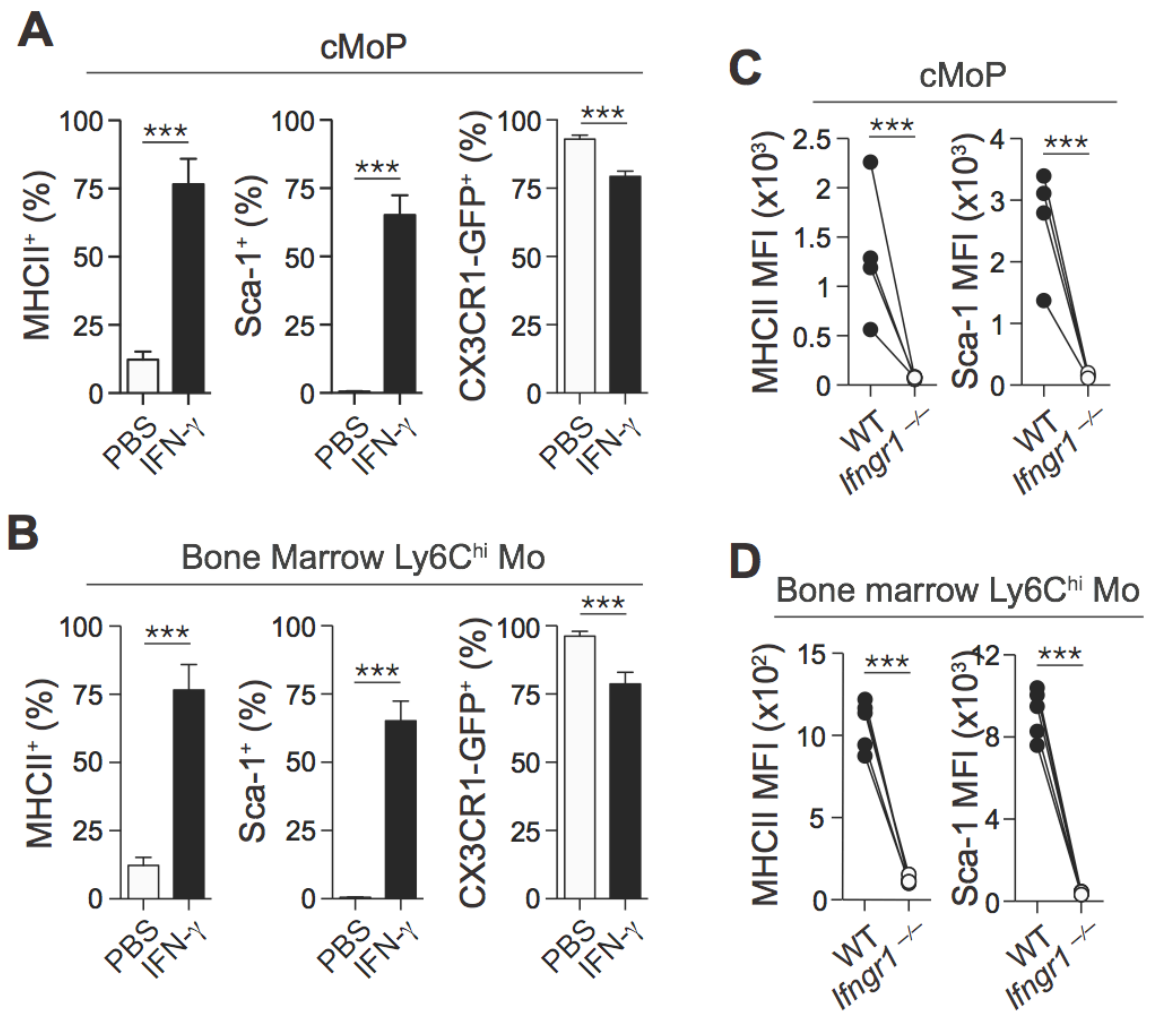 A
cMoP
MHCII⁺ (%)
100
75
50
25
0
***
PBS
IFN-γ
Sca-1⁺ (%)
100
75
50
25
0
***
PBS
IFN-γ
CX3CR1-GFP⁺ (%)
100
75
50
25
0
***
PBS
IFN-γ
B
Bone Marrow Ly6Cʰⁱ Mo
MHCII⁺ (%)
100
75
50
25
0
***
PBS
IFN-γ
Sca-1⁺ (%)
100
75
50
25
0
***
PBS
IFN-γ
CX3CR1-GFP⁺ (%)
100
75
50
25
0
***
PBS
IFN-γ
C
cMoP
MHCII MFI (x10³)
2.5
2
1.5
1
0.5
0
***
WT
Ifngr1 ⁻/⁻
Sca-1 MFI (x10³)
4
3
2
1
0
***
WT
Ifngr1 ⁻/⁻
D
Bone marrow Ly6Cʰⁱ Mo
MHCII MFI (x10²)
15
10
5
0
***
WT
Ifngr1 ⁻/⁻
Sca-1 MFI (x10³)
12
8
4
0
***
WT
Ifngr1 ⁻/⁻